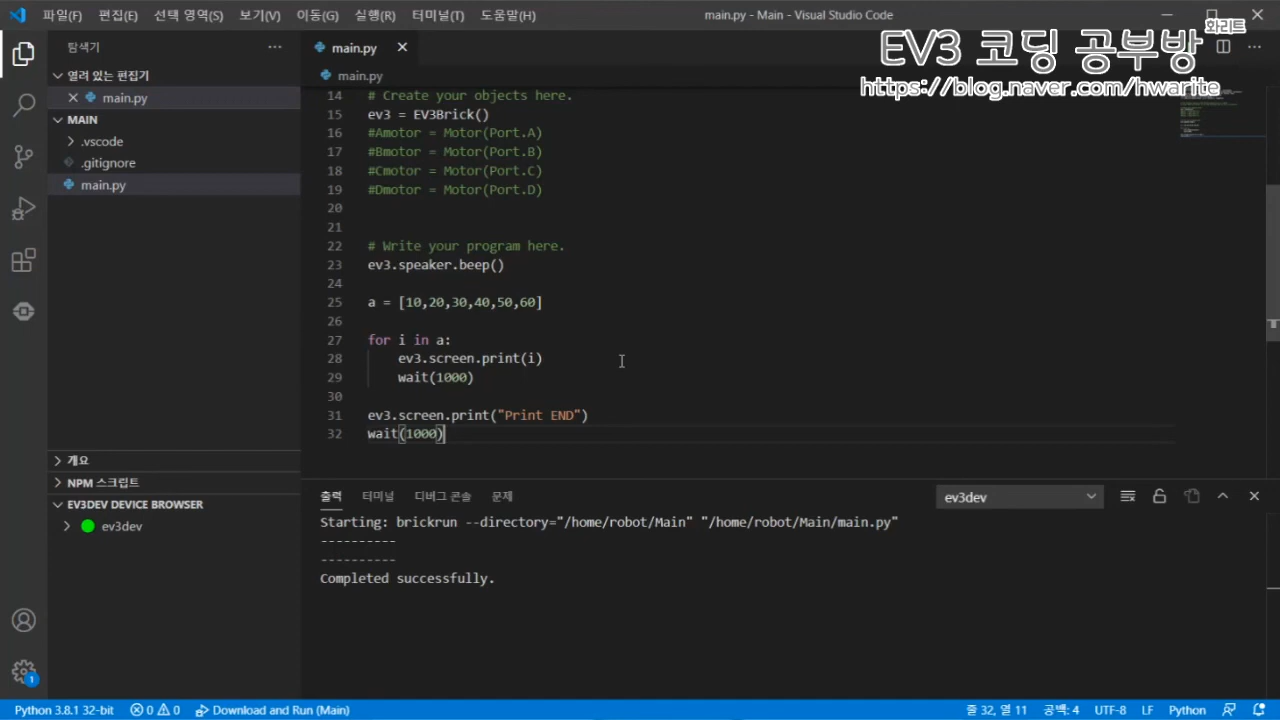 파일(F) 편집(E) 선택 영역(S) 보기(V) 이동(G) 실행(R) 터미널(T) 도움말(H) main.py - Main - Visual Studio Code
화리트
EV3 코딩 공부방
https://blog.naver.com/hwarite
탐색기
열려 있는 편집기
main.py
MAIN
.vscode
.gitignore
main.py
개요
NPM 스크립트
EV3DEV DEVICE BROWSER
ev3dev
main.py
main.py
14 # Create your objects here.
15 ev3 = EV3Brick()
16 #Amotor = Motor(Port.A)
17 #Bmotor = Motor(Port.B)
18 #Cmotor = Motor(Port.C)
19 #Dmotor = Motor(Port.D)
20
21
22 # Write your program here.
23 ev3.speaker.beep()
24
25 a = [10,20,30,40,50,60]
26
27 for i in a:
28 ev3.screen.print(i)
29 wait(1000)
30
31 ev3.screen.print("Print END")
32 wait(1000)
출력 터미널 디버그 콘솔 문제 ev3dev
Starting: brickrun --directory="/home/robot/Main" "/home/robot/Main/main.py"
----------
----------
Completed successfully.
1
Python 3.8.1 32-bit 0 0 Download and Run (Main) 줄 32, 열 11 공백: 4 UTF-8 LF Python